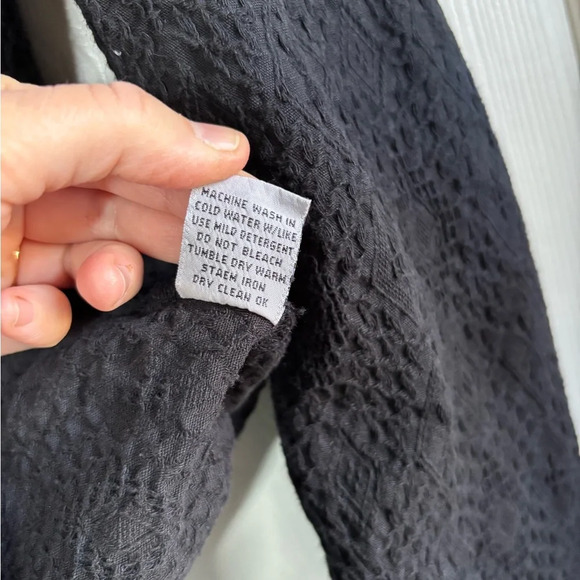 MACHINE WASH IN
COLD WATER W/LIKE
USE MILD DETERGENT
DO NOT BLEACH
TUMBLE DRY WARM
STAEM IRON
DRY CLEAN OK